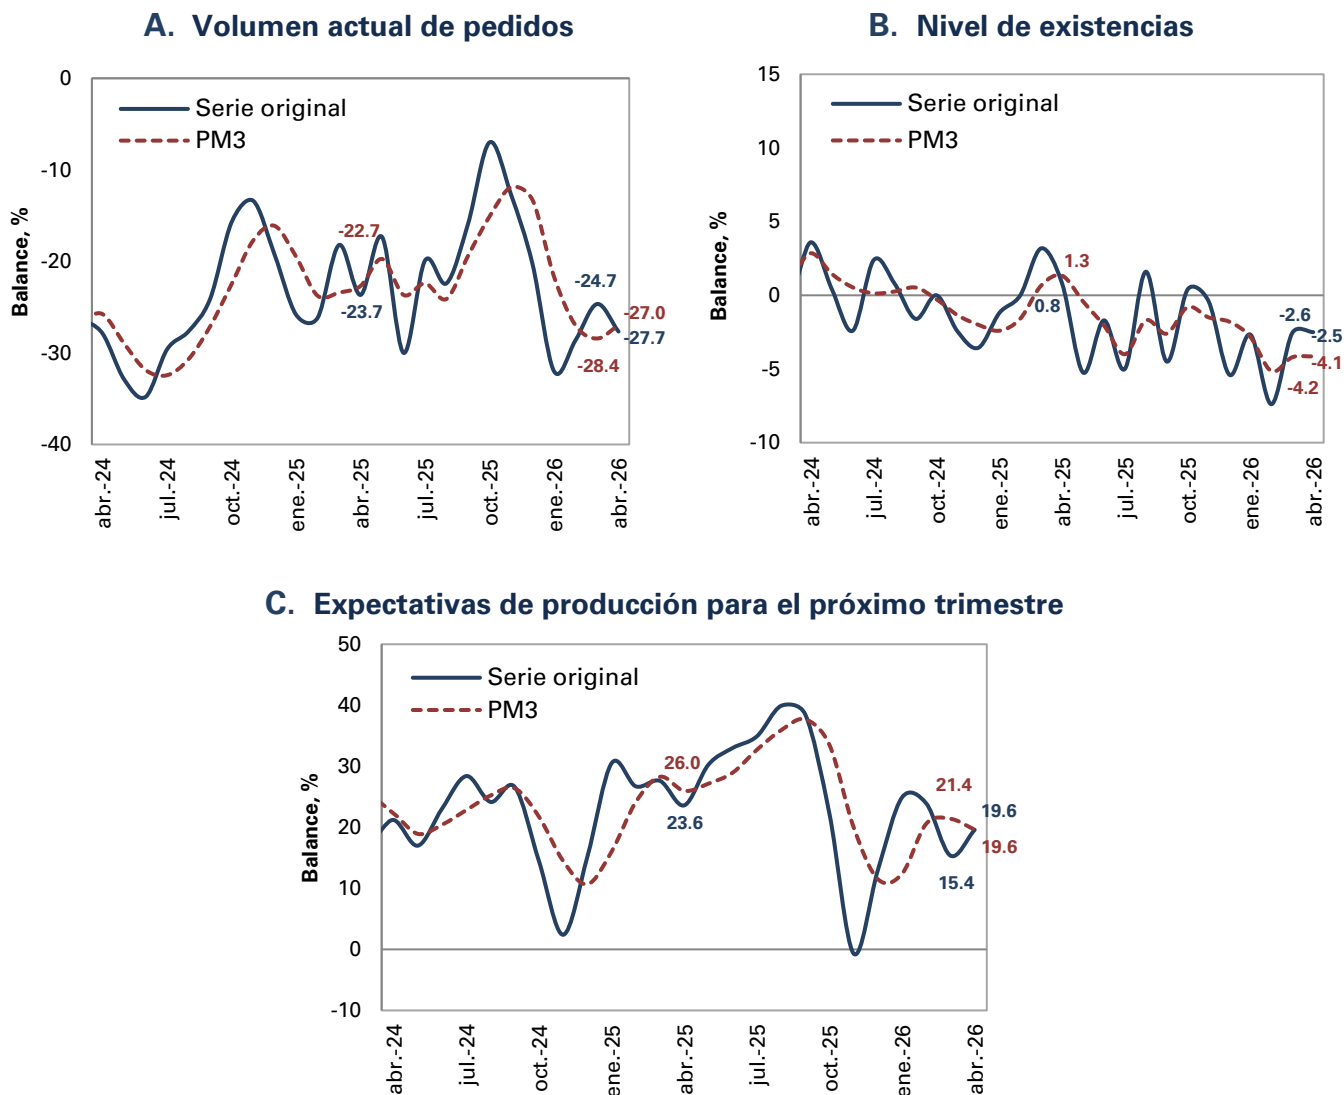 A. Volumen actual de pedidos
0
-10
-20
-30
-40
Balance, %
Serie original
PM3
-22.7
-23.7
-24.7
-27.0
-27.7
-28.4
abr.-24
jul.-24
oct.-24
ene.-25
abr.-25
jul.-25
oct.-25
ene.-26
abr.-26
B. Nivel de existencias
15
10
5
0
-5
-10
Balance, %
Serie original
PM3
1.3
0.8
-2.6
-2.5
-4.1
-4.2
abr.-24
jul.-24
oct.-24
ene.-25
abr.-25
jul.-25
oct.-25
ene.-26
abr.-26
C. Expectativas de producción para el próximo trimestre
50
40
30
20
10
0
-10
Balance, %
Serie original
PM3
26.0
23.6
21.4
19.6
19.6
15.4
abr.-24
jul.-24
oct.-24
ene.-25
abr.-25
jul.-25
oct.-25
ene.-26
abr.-26